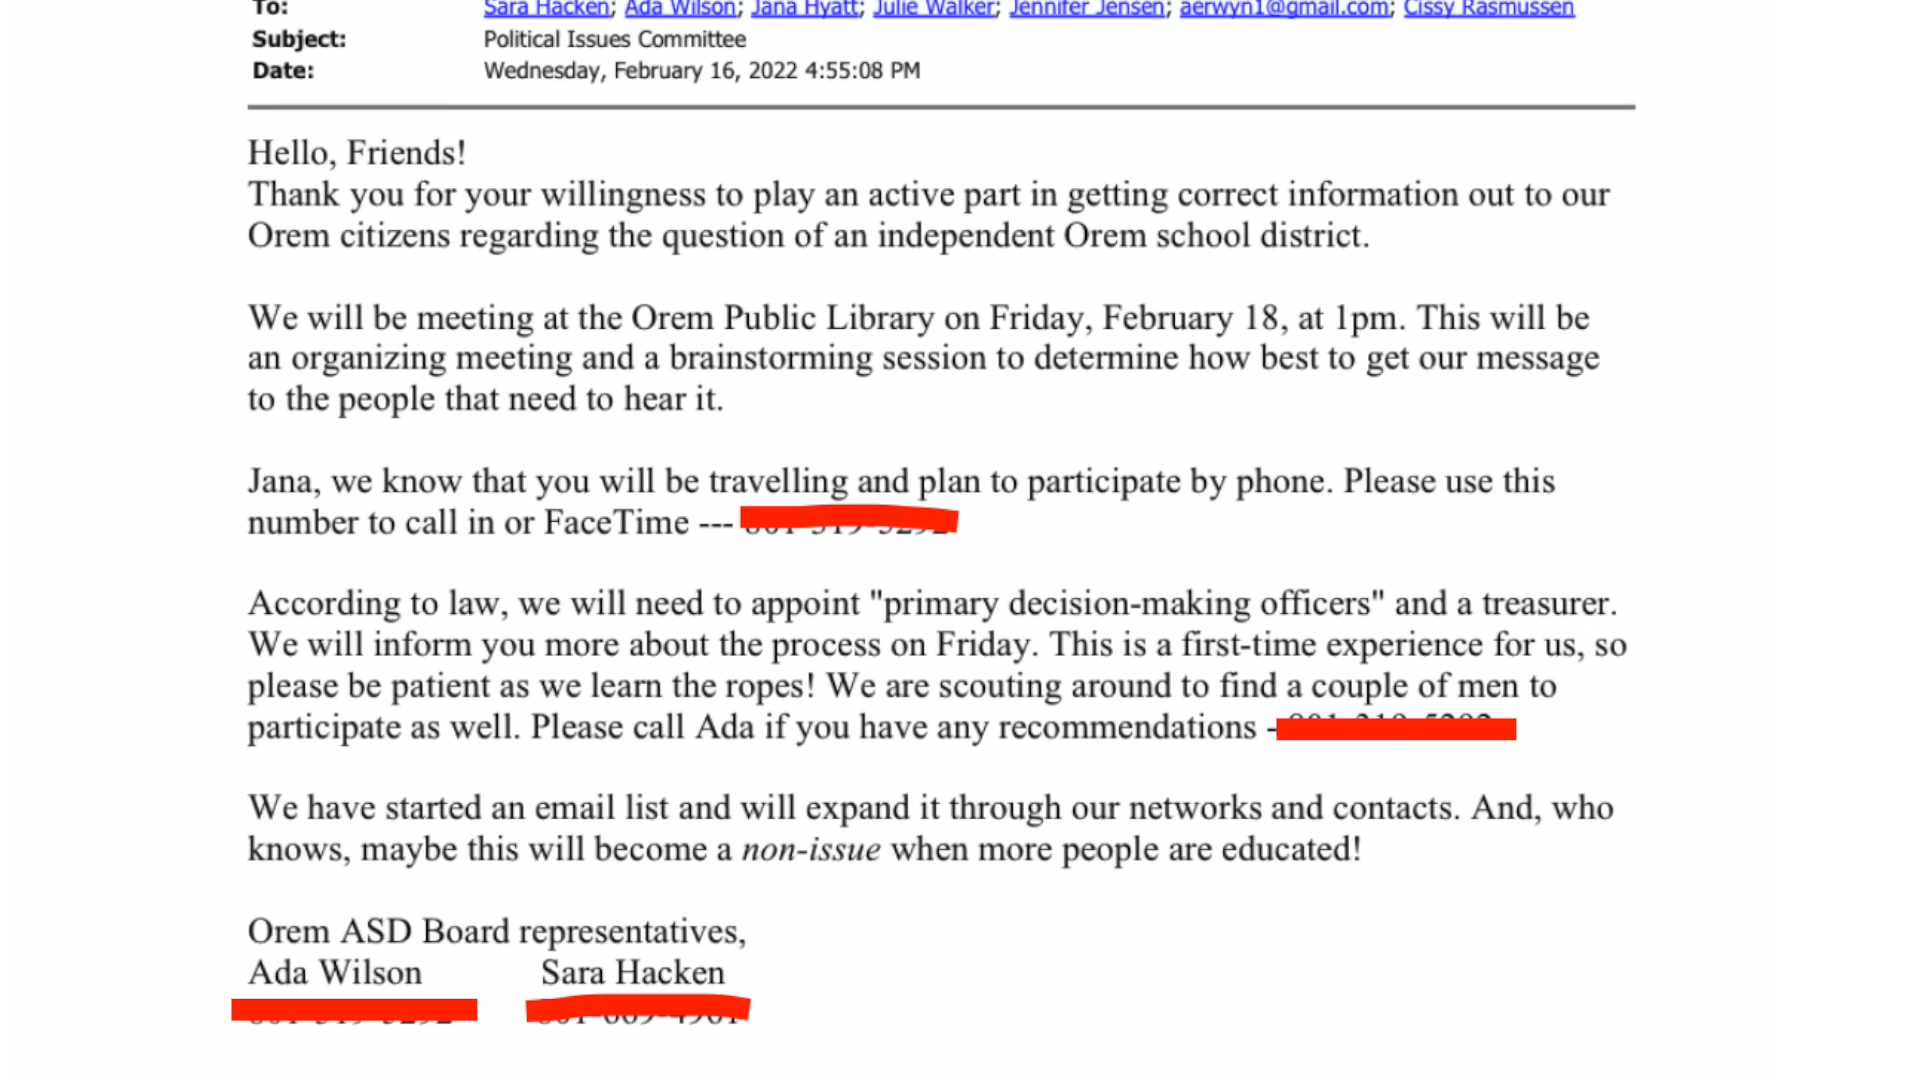 To: Sara Hacken; Ada Wilson; Jana Hyatt; Julie Walker; Jennifer Jensen; aerwyn1@gmail.com; Cissy Rasmussen
Subject: Political Issues Committee
Date: Wednesday, February 16, 2022 4:55:08 PM
Hello, Friends!
Thank you for your willingness to play an active part in getting correct information out to our
Orem citizens regarding the question of an independent Orem school district.
We will be meeting at the Orem Public Library on Friday, February 18, at 1pm. This will be
an organizing meeting and a brainstorming session to determine how best to get our message
to the people that need to hear it.
Jana, we know that you will be travelling and plan to participate by phone. Please use this
number to call in or FaceTime ---
According to law, we will need to appoint "primary decision-making officers" and a treasurer.
We will inform you more about the process on Friday. This is a first-time experience for us, so
please be patient as we learn the ropes! We are scouting around to find a couple of men to
participate as well. Please call Ada if you have any recommendations -
We have started an email list and will expand it through our networks and contacts. And, who
knows, maybe this will become a non-issue when more people are educated!
Orem ASD Board representatives,
Ada Wilson Sara Hacken